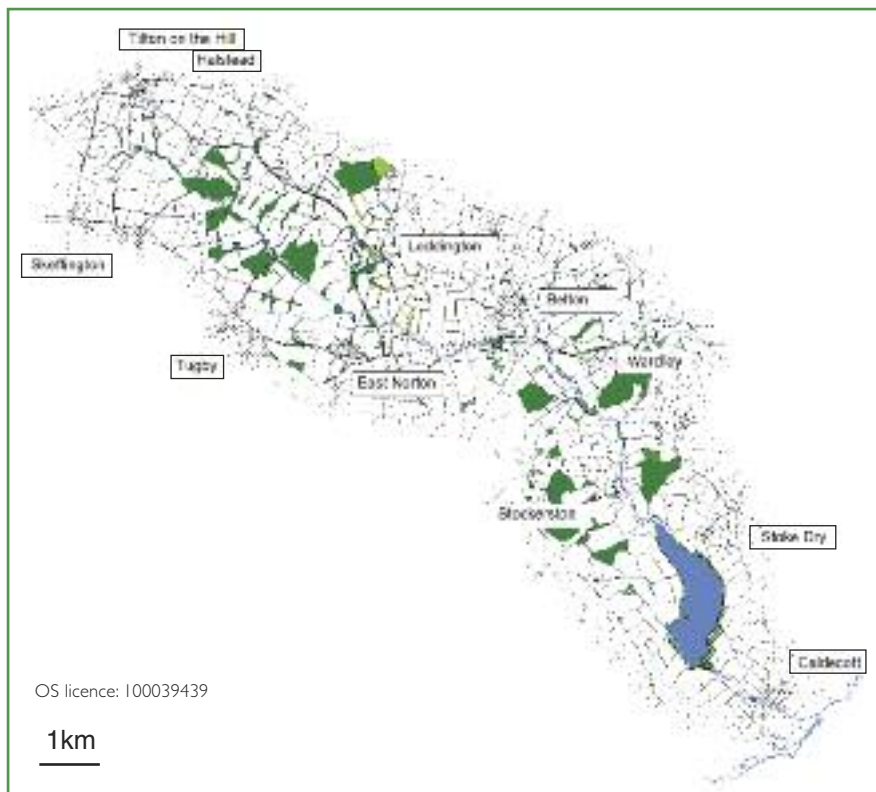 Tilton on the Hill
Halstead
Skeffington
Loddington
Belton
Tugby
East Norton
Wardley
Stockerston
Stoke Dry
Caldecott
OS licence: 100039439
1km